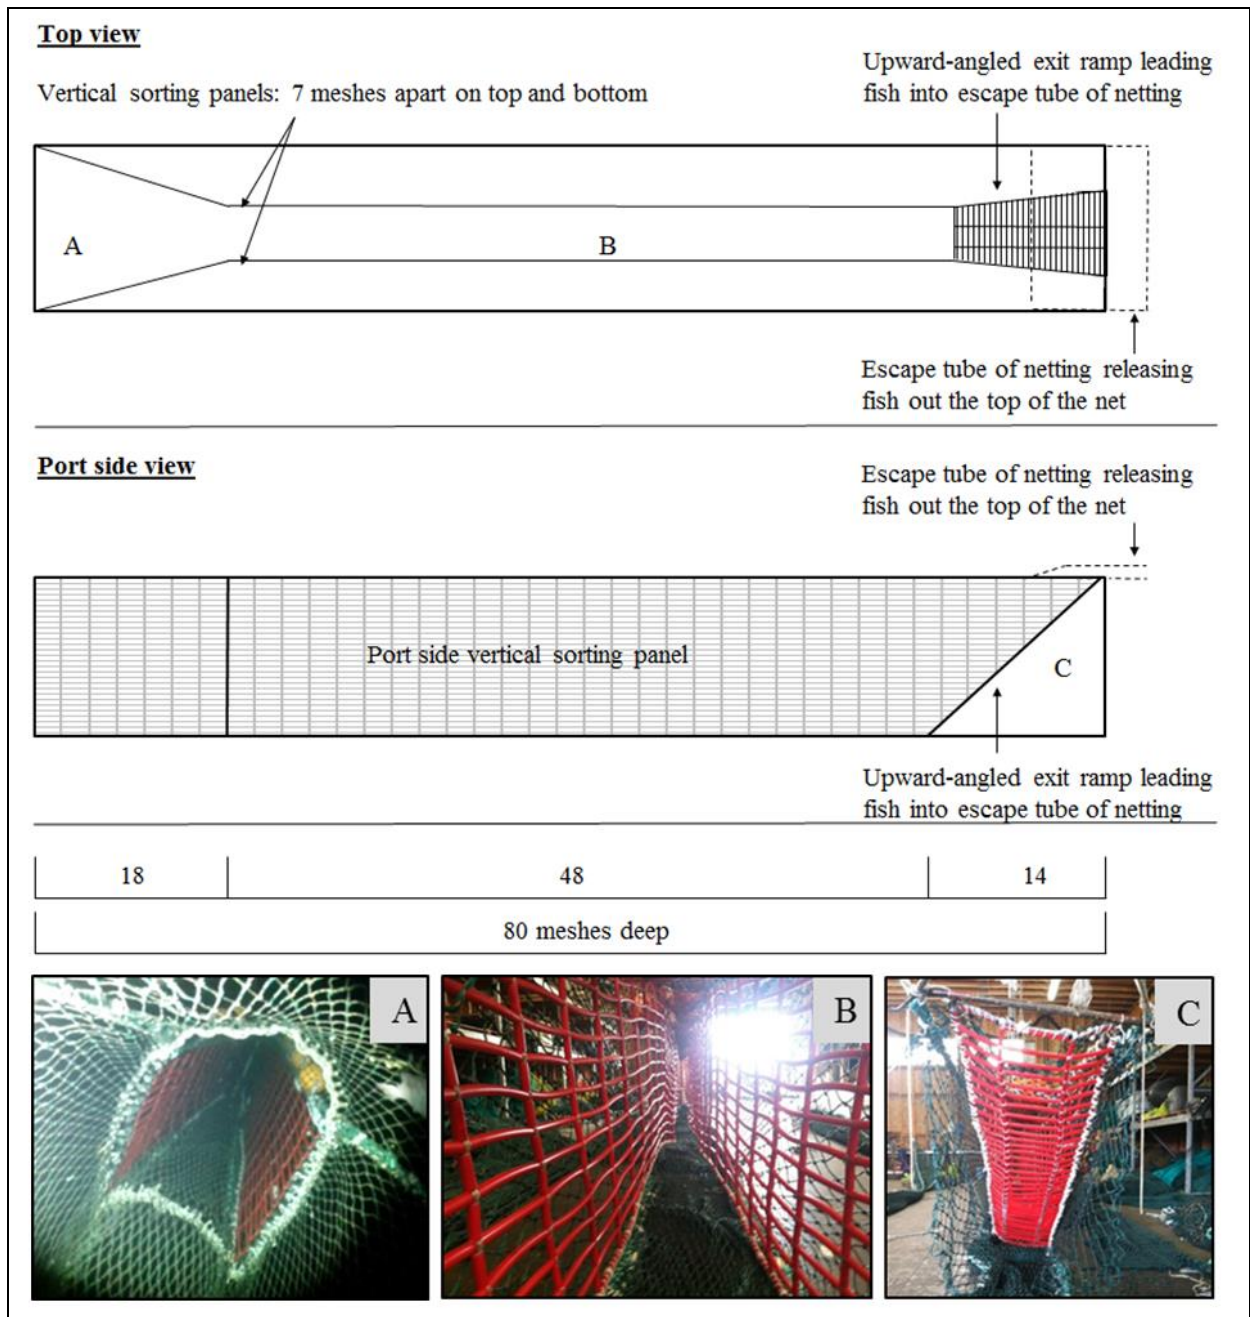 Top view
Upward-angled exit ramp leading
fish into escape tube of netting
Vertical sorting panels: 7 meshes apart on top and bottom
A
B
Escape tube of netting releasing
fish out the top of the net
Port side view
Escape tube of netting releasing
fish out the top of the net
Port side vertical sorting panel
C
Upward-angled exit ramp leading
fish into escape tube of netting
18
48
14
80 meshes deep
A
B
C